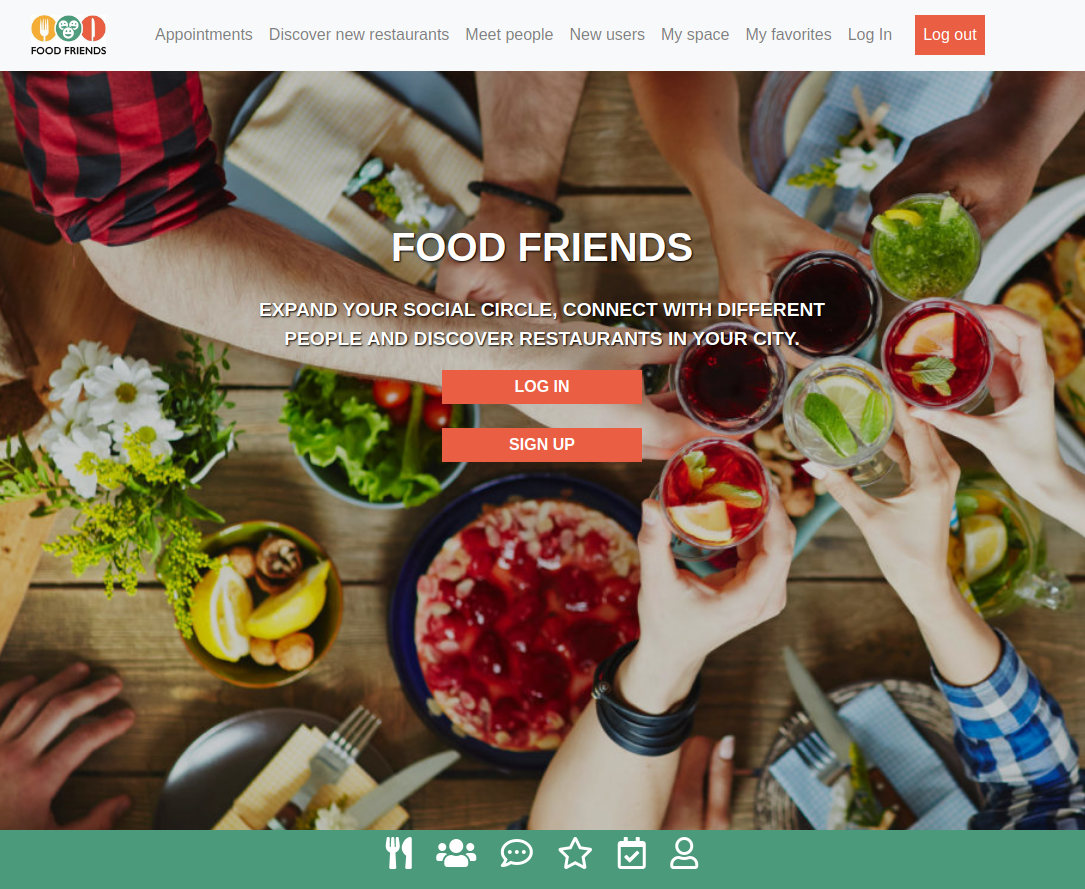 FOOD FRIENDS
Appointments Discover new restaurants Meet people New users My space My favorites Log In Log out
FOOD FRIENDS
EXPAND YOUR SOCIAL CIRCLE, CONNECT WITH DIFFERENT
PEOPLE AND DISCOVER RESTAURANTS IN YOUR CITY.
LOG IN
SIGN UP